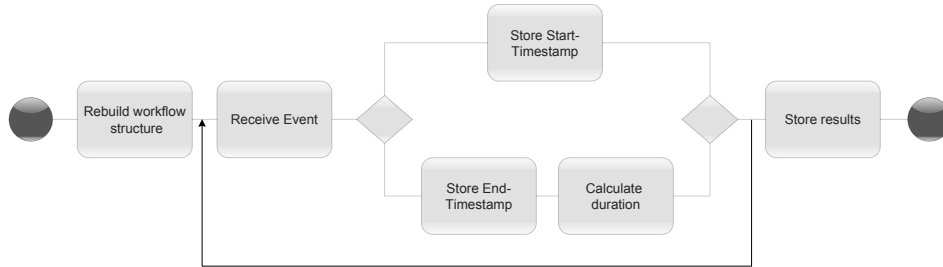 Rebuild workflow
structure
Receive Event
Store Start-
Timestamp
Store End-
Timestamp
Calculate
duration
Store results